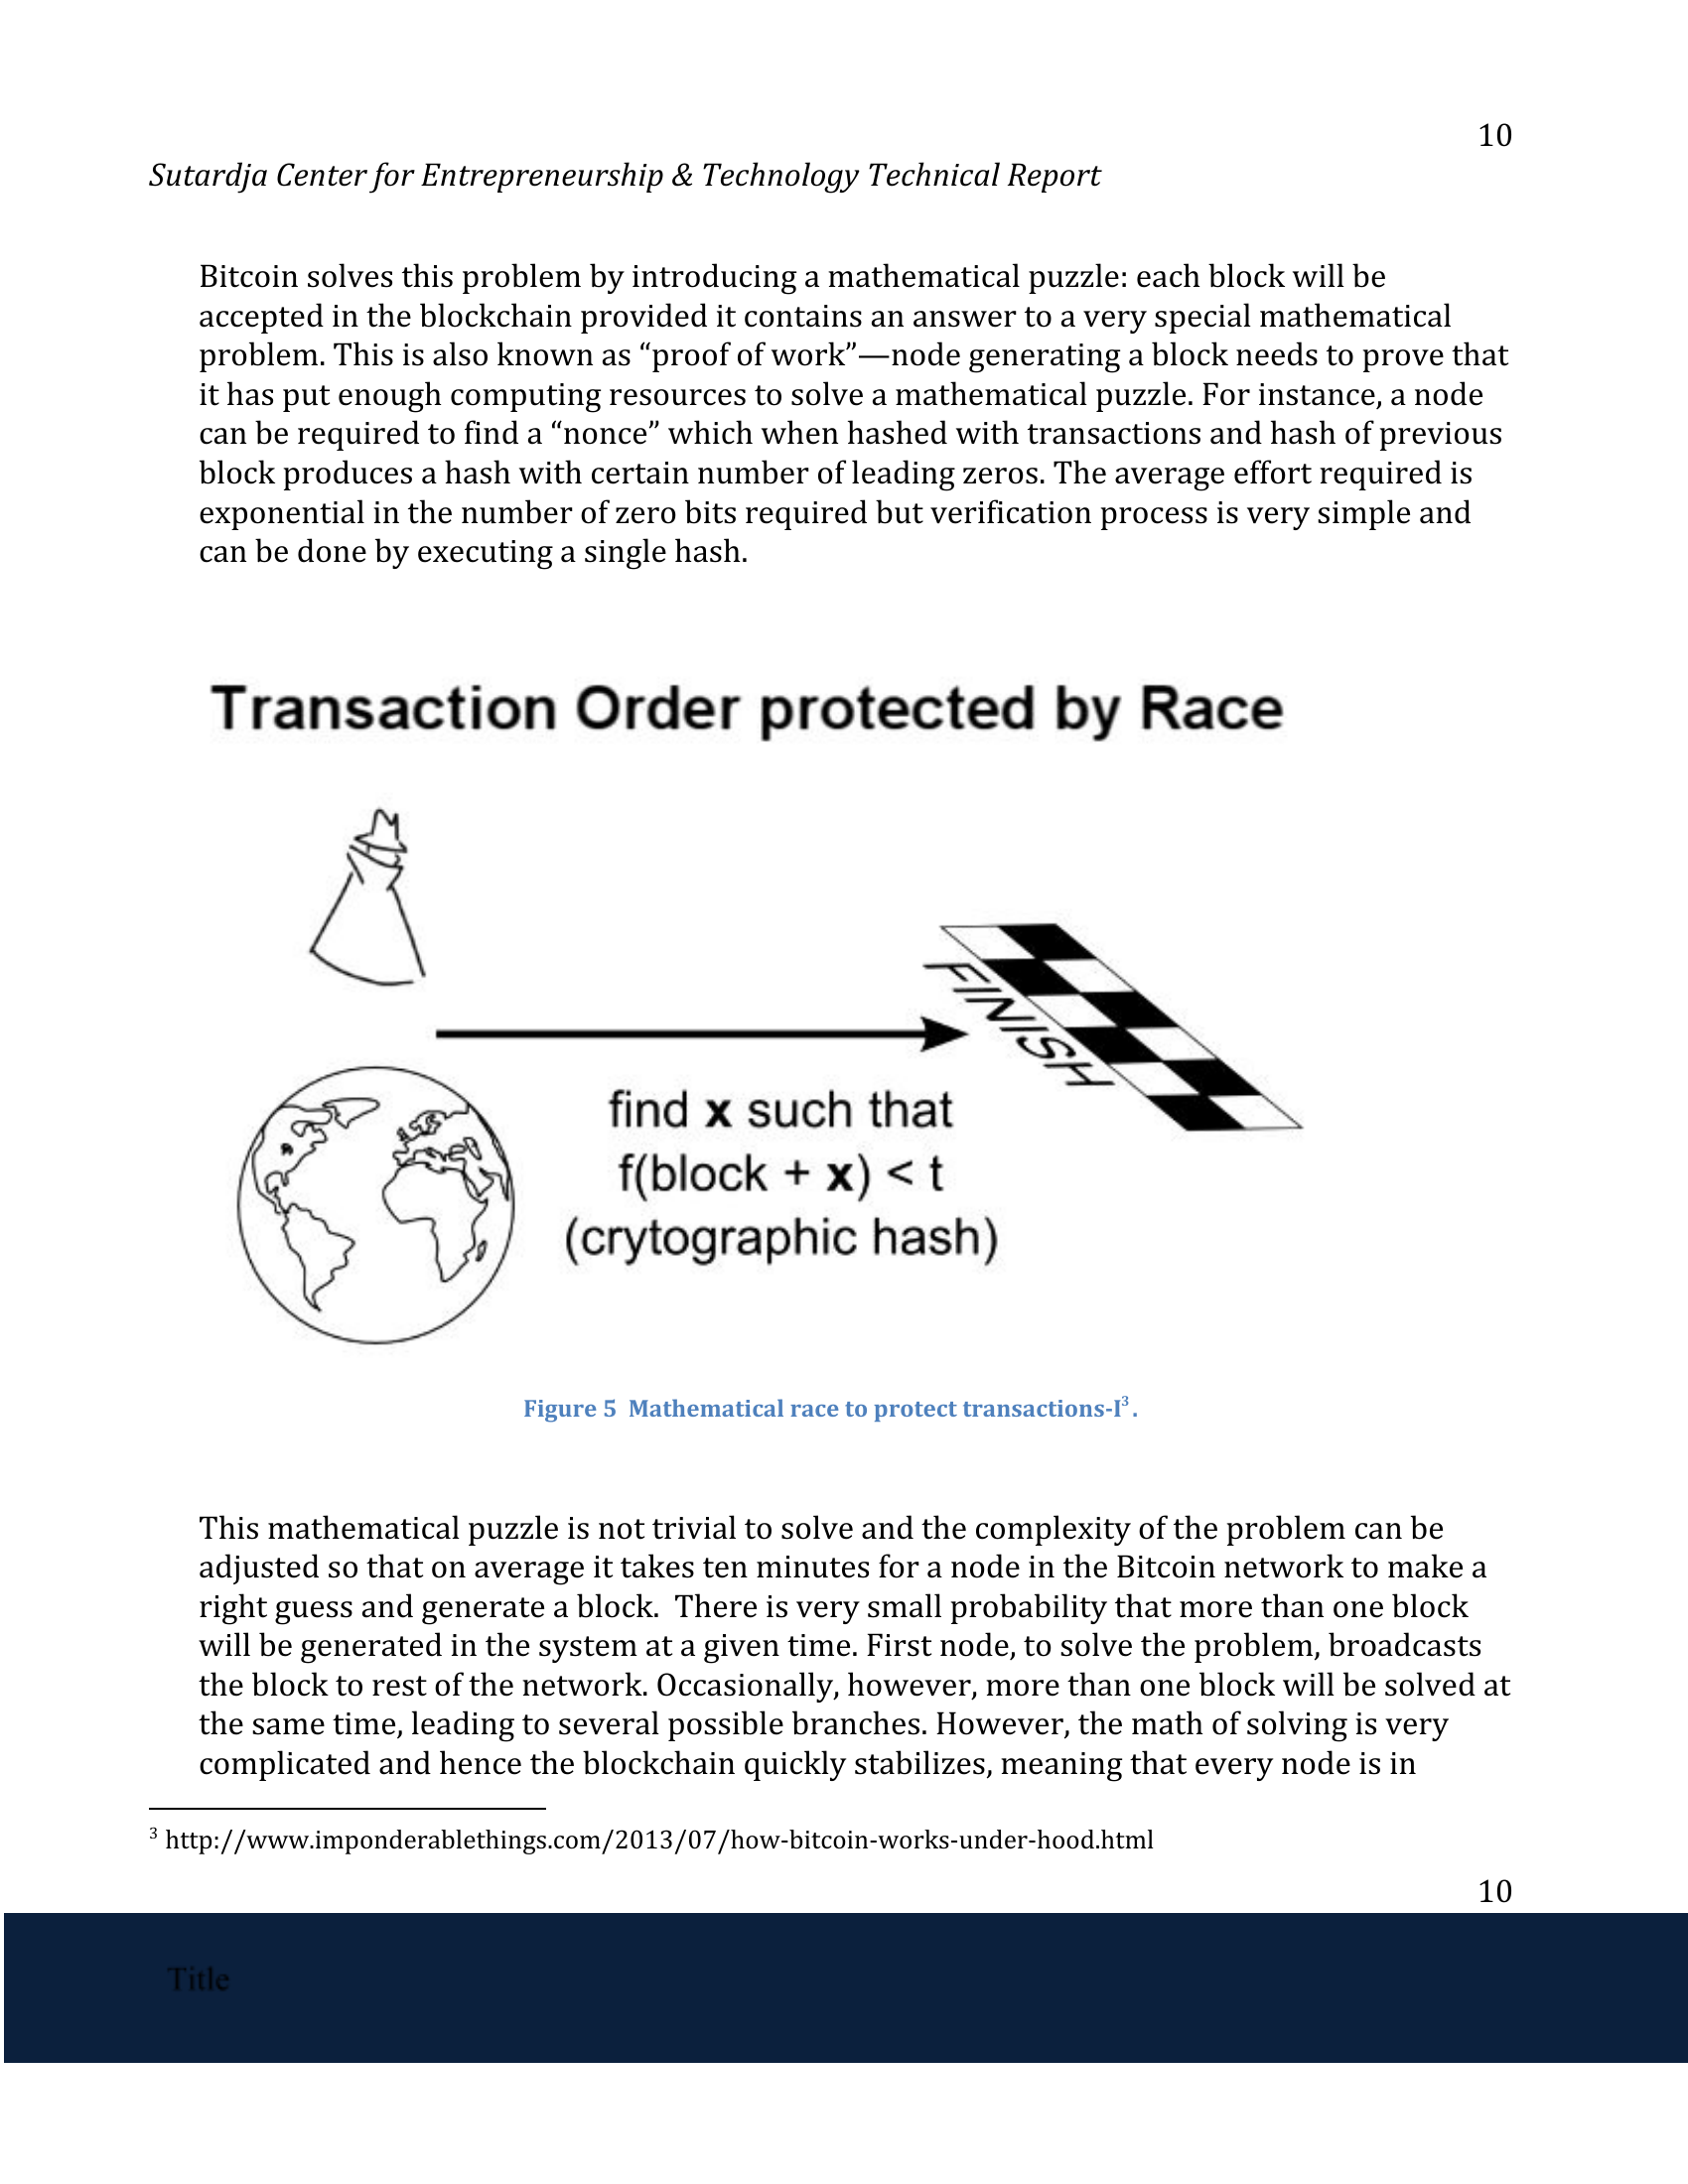 10
Sutardja Center for Entrepreneurship & Technology Technical Report
Bitcoin solves this problem by introducing a mathematical puzzle: each block will be
accepted in the blockchain provided it contains an answer to a very special mathematical
problem. This is also known as “proof of work”—node generating a block needs to prove that
it has put enough computing resources to solve a mathematical puzzle. For instance, a node
can be required to find a “nonce” which when hashed with transactions and hash of previous
block produces a hash with certain number of leading zeros. The average effort required is
exponential in the number of zero bits required but verification process is very simple and
can be done by executing a single hash.
Transaction Order protected by Race
FINISH
find x such that
f(block + x) < t
(crytographic hash)
Figure 5  Mathematical race to protect transactions-I³.
This mathematical puzzle is not trivial to solve and the complexity of the problem can be
adjusted so that on average it takes ten minutes for a node in the Bitcoin network to make a
right guess and generate a block.  There is very small probability that more than one block
will be generated in the system at a given time. First node, to solve the problem, broadcasts
the block to rest of the network. Occasionally, however, more than one block will be solved at
the same time, leading to several possible branches. However, the math of solving is very
complicated and hence the blockchain quickly stabilizes, meaning that every node is in
³ http://www.imponderablethings.com/2013/07/how-bitcoin-works-under-hood.html
10
Title